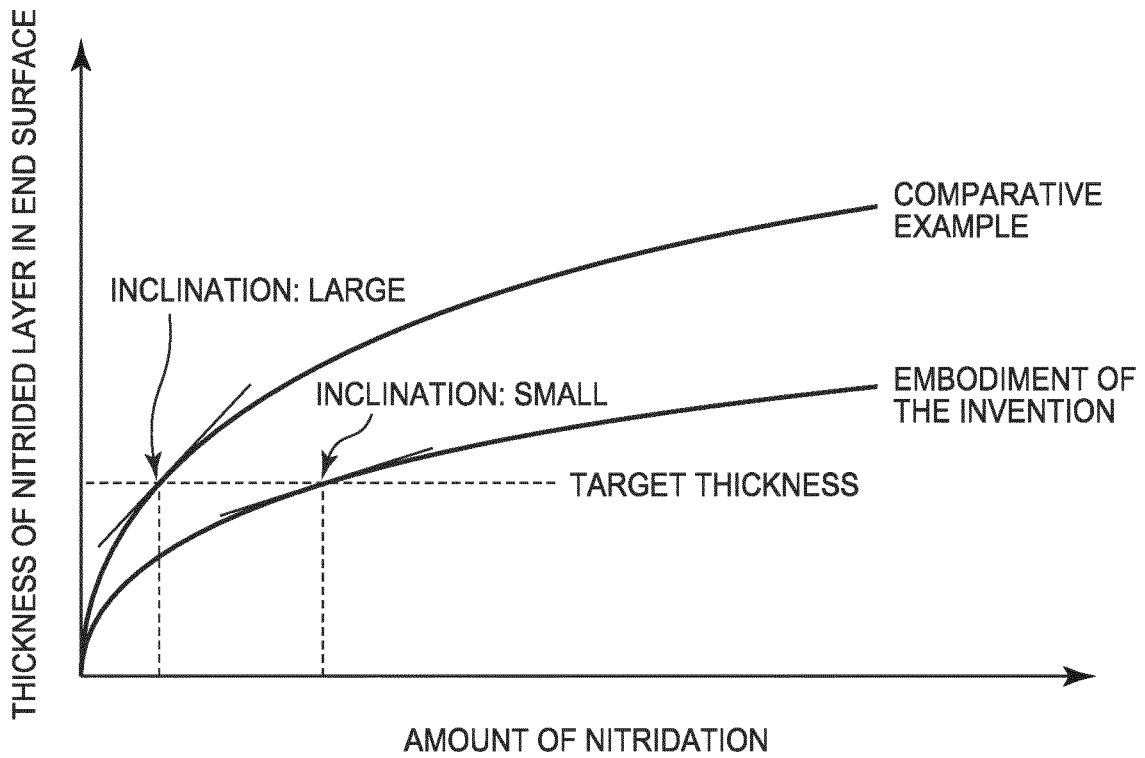 THICKNESS OF NITRIDED LAYER IN END SURFACE
COMPARATIVE
EXAMPLE
INCLINATION: LARGE
INCLINATION: SMALL
EMBODIMENT OF
THE INVENTION
TARGET THICKNESS
AMOUNT OF NITRIDATION